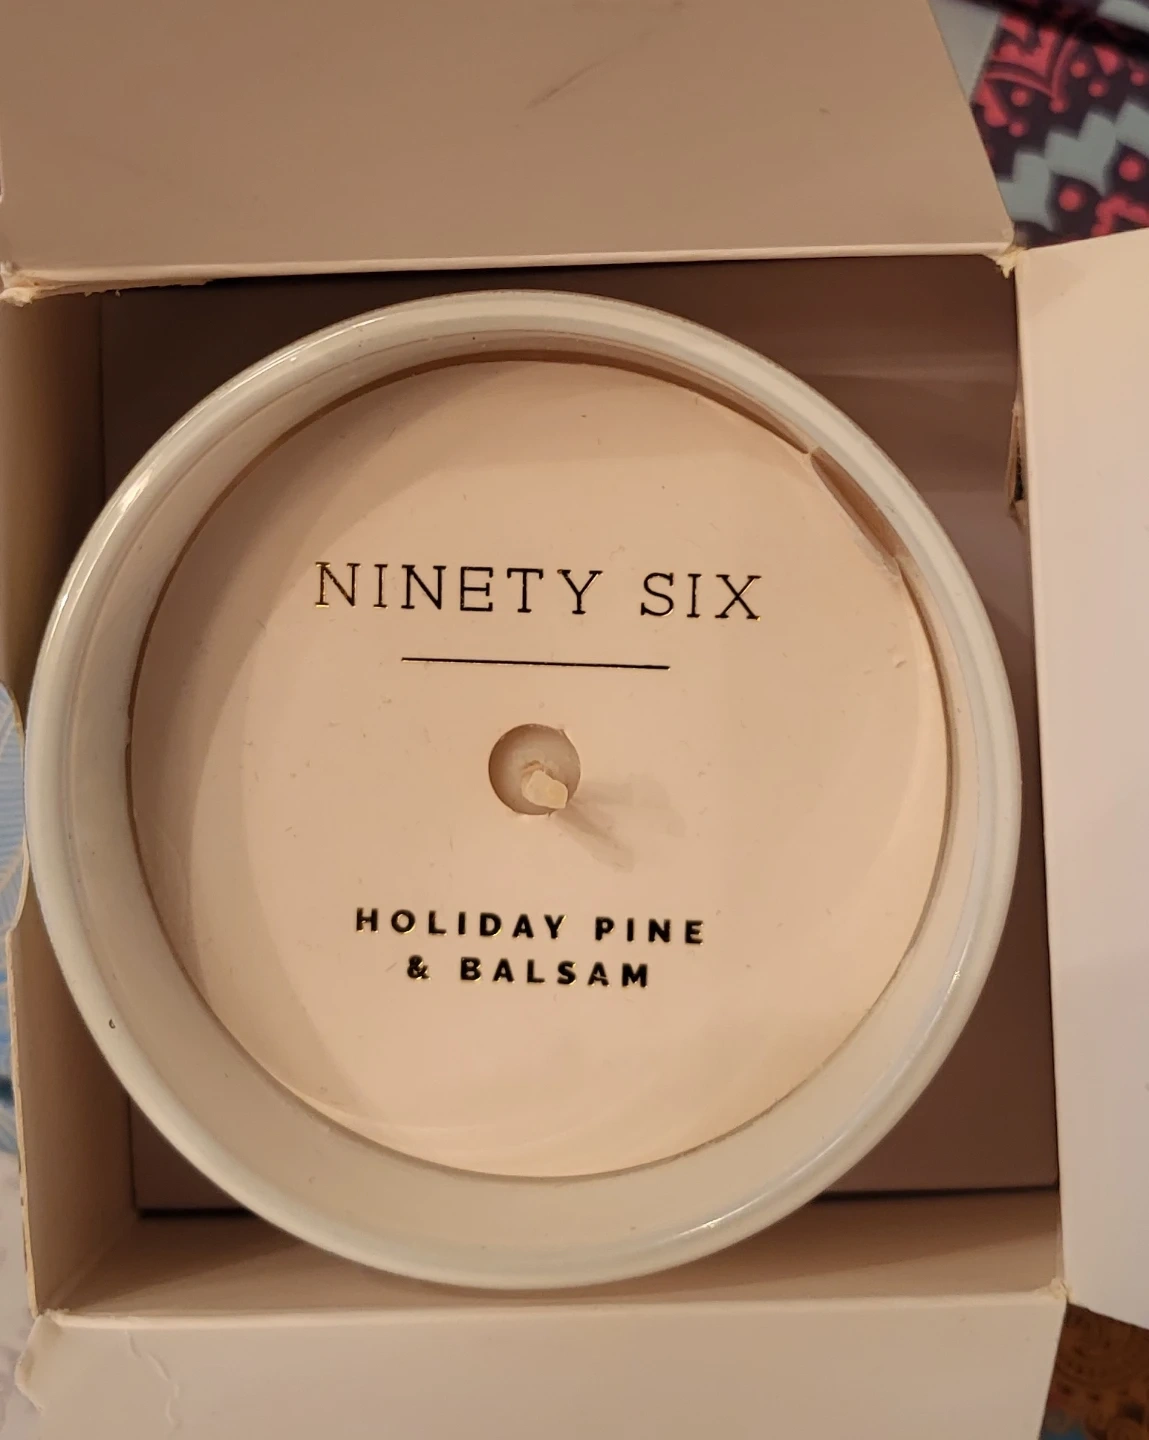 NINETY SIX
HOLIDAY PINE
& BALSAM